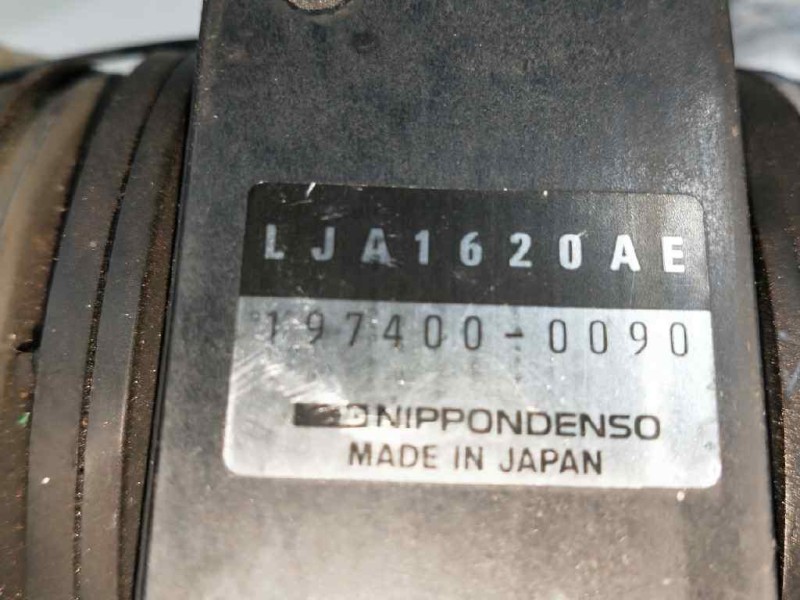 LJA1620AE
197400-0090
NIPPONDENSO
MADE IN JAPAN